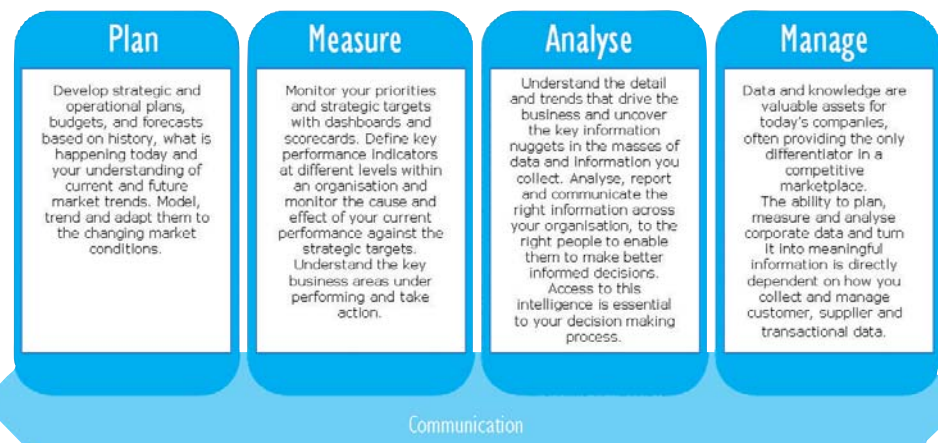 Plan
Develop strategic and
operational plans,
budgets, and forecasts
based on history, what is
happening today and
your understanding of
current and future
market trends. Model,
trend and adapt them to
the changing market
conditions.
Measure
Monitor your priorities
and strategic targets
with dashboards and
scorecards. Define key
performance indicators
at different levels within
an organisation and
monitor the cause and
effect of your current
performance against the
strategic targets.
Understand the key
business areas under
performing and take
action.
Analyse
Understand the detail
and trends that drive the
business and uncover
the key information
nuggets in the masses of
data and information you
collect. Analyse, report
and communicate the
right information across
your organisation, to the
right people to enable
them to make better
informed decisions.
Access to this
intelligence is essential
to your decision making
process.
Manage
Data and knowledge are
valuable assets for
today's companies,
often providing the only
differentiator in a
competitive
marketplace.
The ability to plan,
measure and analyse
corporate data and turn
it into meaningful
information is directly
dependent on how you
collect and manage
customer, supplier and
transactional data.
Communication